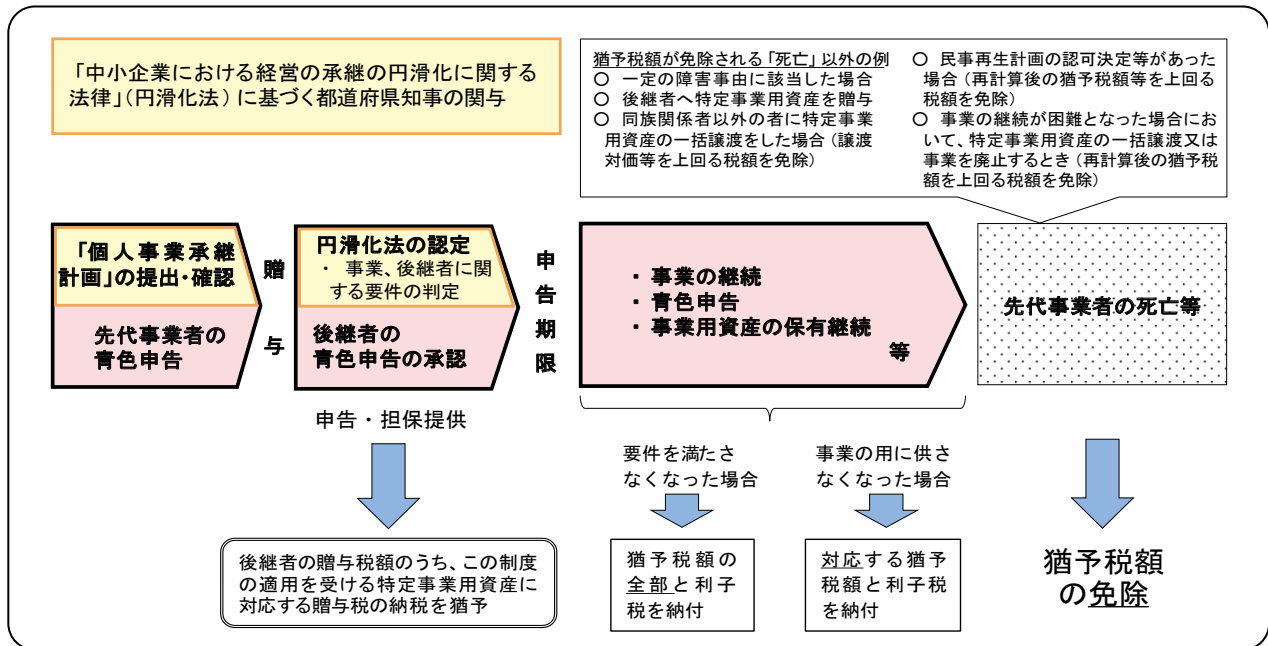 「中小企業における経営の承継の円滑化に関する
法律」(円滑化法)に基づく都道府県知事の関与
猶予税額が免除される「死亡」以外の例
○ 一定の障害事由に該当した場合
○ 後継者へ特定事業用資産を贈与
○ 同族関係者以外の者に特定事業
用資産の一括譲渡をした場合(譲渡
対価等を上回る税額を免除)
○ 民事再生計画の認可決定等があった
場合(再計算後の猶予税額等を上回る
税額を免除)
○ 事業の継続が困難となった場合にお
いて、特定事業用資産の一括譲渡又は
事業を廃止するとき(再計算後の猶予税
額を上回る税額を免除)
「個人事業承継
計画」の提出・確認
先代事業者の
青色申告
贈与
円滑化法の認定
・ 事業、後継者に関
する要件の判定
後継者の
青色申告の承認
申告期限
・ 事業の継続
・ 青色申告
・ 事業用資産の保有継続
等
先代事業者の死亡等
申告・担保提供
要件を満たさ
なくなった場合
事業の用に供さ
なくなった場合
後継者の贈与税額のうち、この制度
の適用を受ける特定事業用資産に
対応する贈与税の納税を猶予
猶予税額の
全部と利子
税を納付
対応する猶予
税額と利子税
を納付
猶予税額
の免除